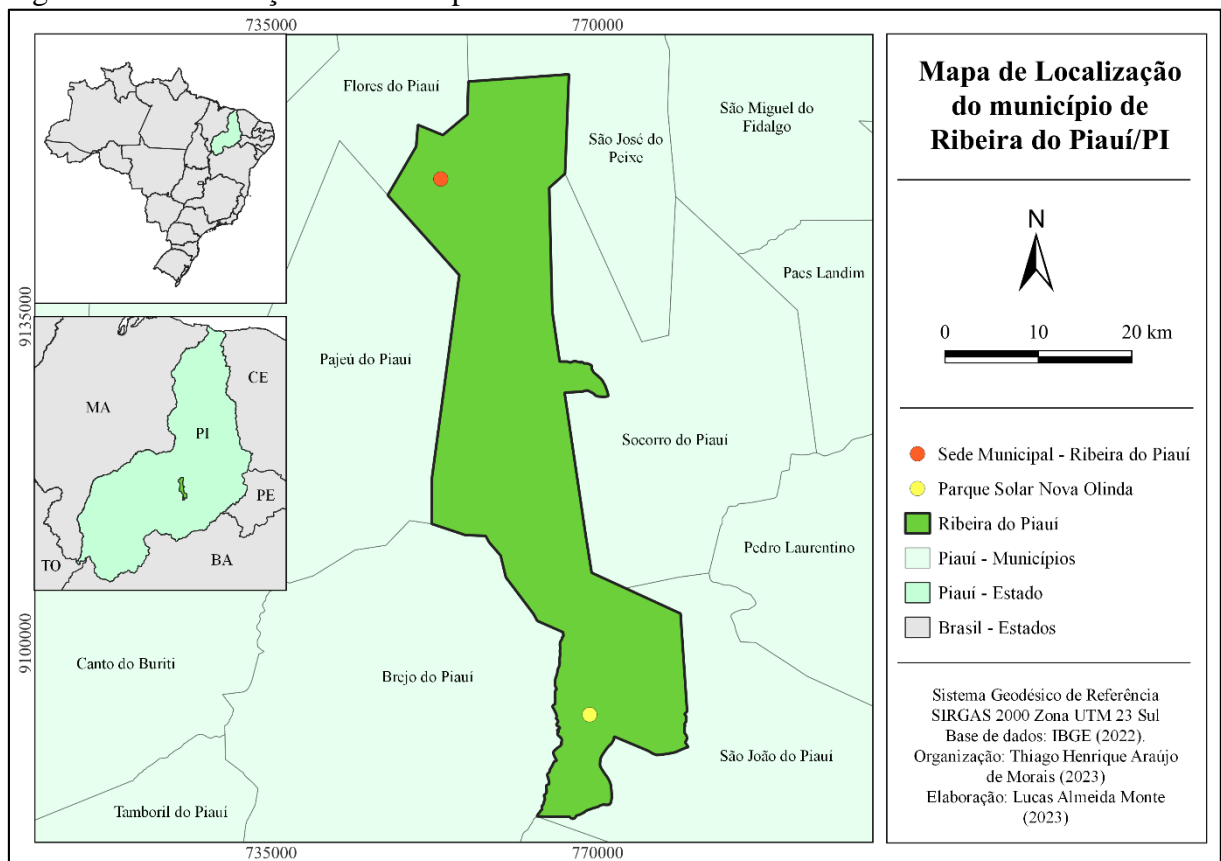 735000
770000
Flores do Piauí
São Miguel do
Fidalgo
São José do
Peixe
Paes Landim
9135000
Pajeú do Piauí
Socorro do Piauí
Pedro Laurentino
9100000
Canto do Buriti
Brejo do Piauí
São João do Piauí
Tamboril do Piauí
735000
770000
MA
CE
PI
PE
TO
BA
Mapa de Localização
do município de
Ribeira do Piauí/PI
N
0 10 20 km
Sede Municipal - Ribeira do Piauí
Parque Solar Nova Olinda
Ribeira do Piauí
Piauí - Municípios
Piauí - Estado
Brasil - Estados
Sistema Geodésico de Referência
SIRGAS 2000 Zona UTM 23 Sul
Base de dados: IBGE (2022).
Organização: Thiago Henrique Araújo
de Morais (2023)
Elaboração: Lucas Almeida Monte
(2023)